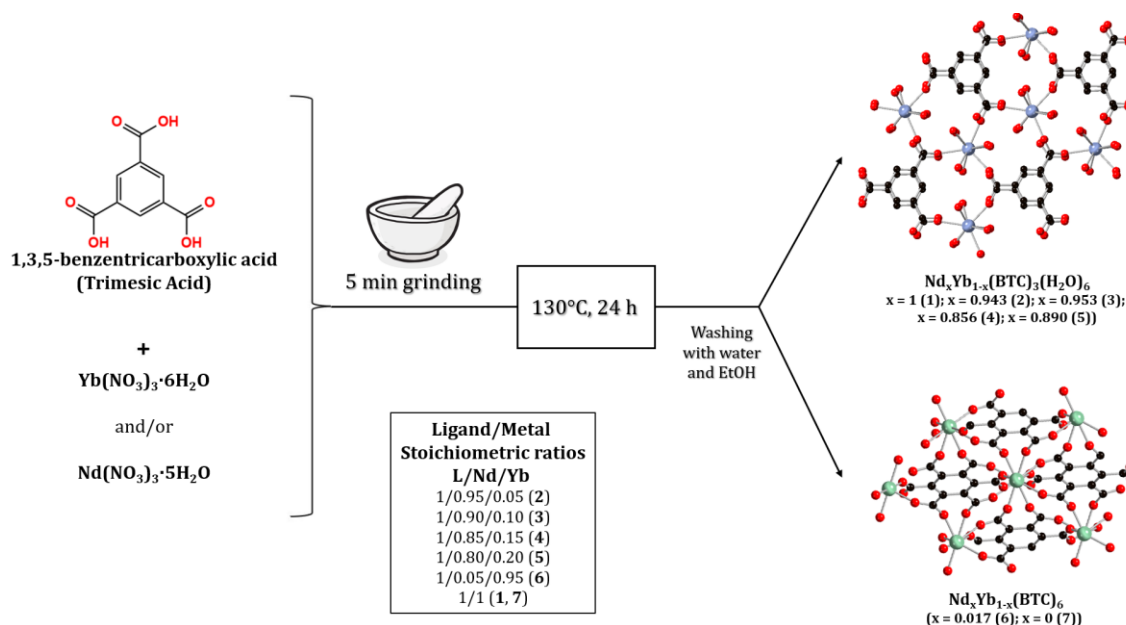 O
OH
O
OH
O
OH
1,3,5-benzentricarboxylic acid
(Trimesic Acid)
+
Yb(NO₃)₃·6H₂O
and/or
Nd(NO₃)₃·5H₂O
5 min grinding
130°C, 24 h
Washing
with water
and EtOH
Ligand/Metal
Stoichiometric ratios
L/Nd/Yb
1/0.95/0.05 (2)
1/0.90/0.10 (3)
1/0.85/0.15 (4)
1/0.80/0.20 (5)
1/0.05/0.95 (6)
1/1 (1, 7)
NdₓYb₁₋ₓ(BTC)₃(H₂O)₆
x = 1 (1); x = 0.943 (2); x = 0.953 (3);
x = 0.856 (4); x = 0.890 (5))
NdₓYb₁₋ₓ(BTC)₆
(x = 0.017 (6); x = 0 (7))